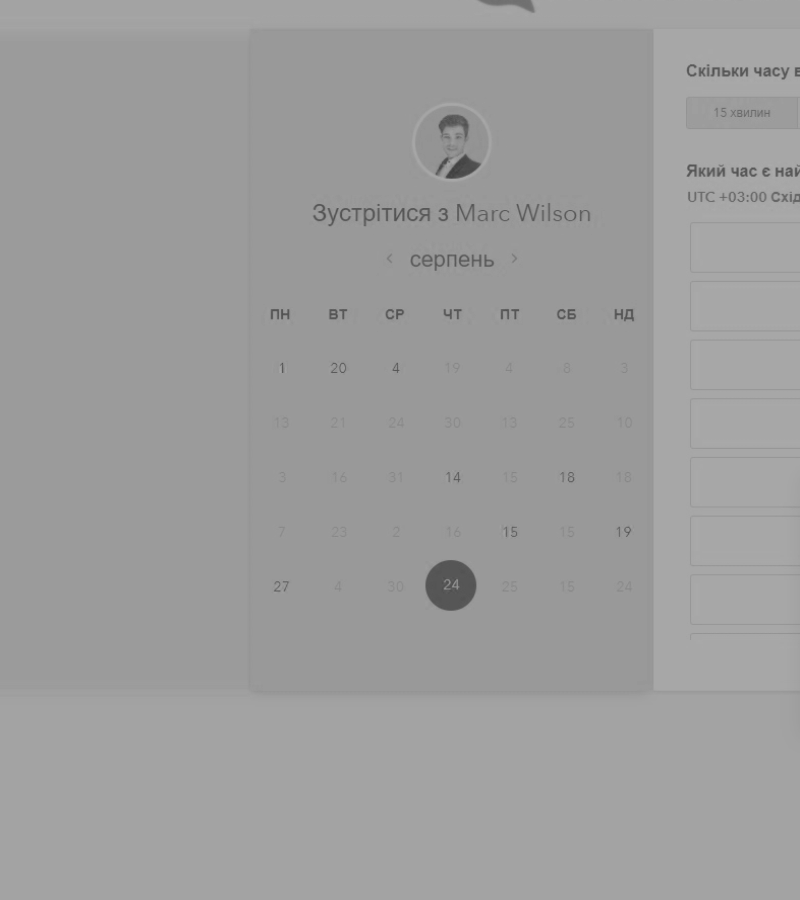 Зустрітися з Marc Wilson
серпень
ПН ВТ СР ЧТ ПТ СБ НД
1 20 4 19 4 8 3
13 21 24 30 13 25 10
3 16 31 14 15 18 18
7 23 2 16 15 15 19
27 4 30 24 25 15 24
Скільки часу
15 хвилин
Який час є
UTC +03:00